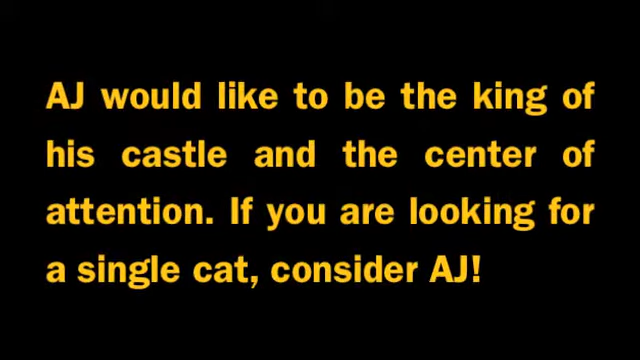 AJ would like to be the king of
his castle and the center of
attention. If you are looking for
a single cat, consider AJ!